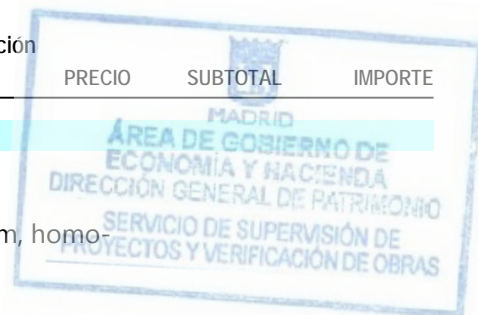 ción
PRECIO SUBTOTAL IMPORTE
MADRID
ÁREA DE GOBIERNO DE
ECONOMÍA Y HACIENDA
DIRECCIÓN GENERAL DE PATRIMONIO
m, homo-
SERVICIO DE SUPERVISIÓN DE
PROYECTOS Y VERIFICACIÓN DE OBRAS